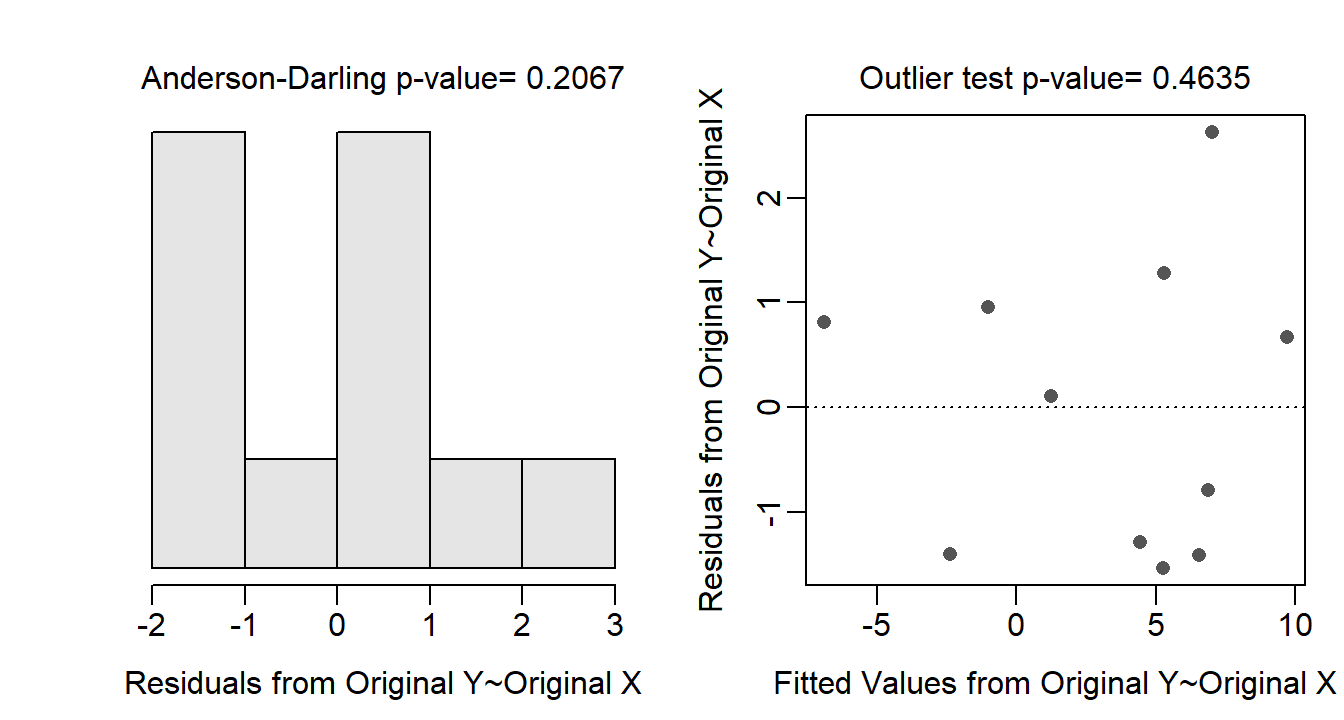 Anderson-Darling p-value= 0.2067
-2 -1 0 1 2 3
Residuals from Original Y~Original X
Outlier test p-value= 0.4635
Residuals from Original Y~Original X
2
1
0
-1
-5 0 5 10
Fitted Values from Original Y~Original X